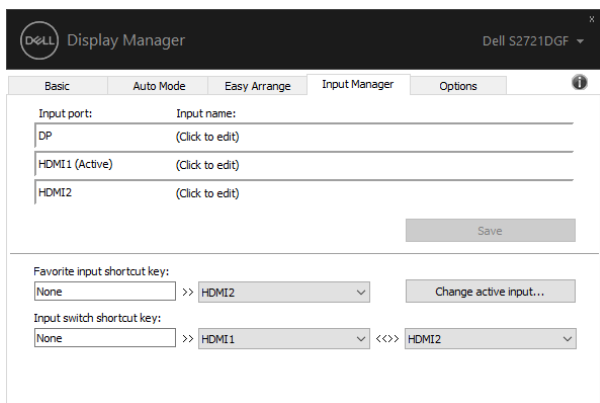 x
DELL Display Manager Dell S2721DGF
Basic Auto Mode Easy Arrange Input Manager Options i
Input port: Input name:
DP (Click to edit)
HDMI1 (Active) (Click to edit)
HDMI2 (Click to edit)
Save
Favorite input shortcut key:
None >> HDMI2 Change active input...
Input switch shortcut key:
None >> HDMI1 <<>> HDMI2